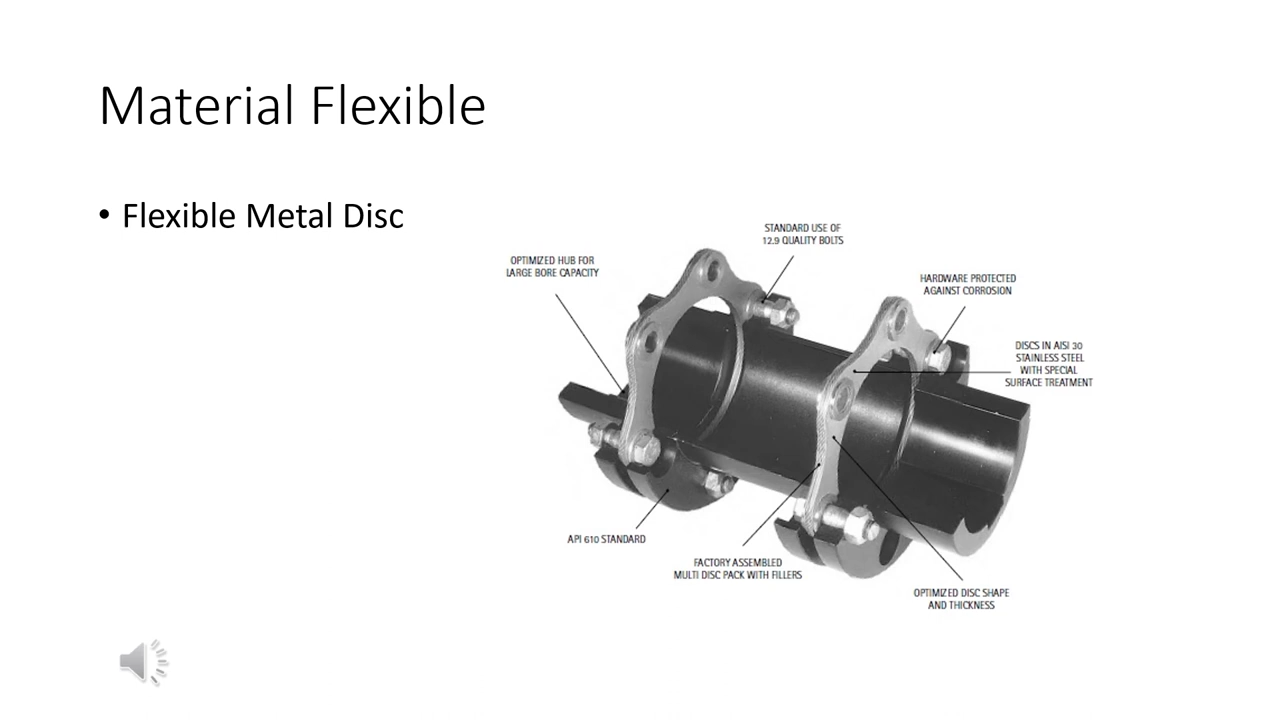 Material Flexible
• Flexible Metal Disc
STANDARD USE OF
12.9 QUALITY BOLTS
OPTIMIZED HUB FOR
LARGE BORE CAPACITY
HARDWARE PROTECTED
AGAINST CORROSION
DISCS IN AISI 30
STAINLESS STEEL
WITH SPECIAL
SURFACE TREATMENT
API 610 STANDARD
FACTORY ASSEMBLED
MULTI DISC PACK WITH FILLERS
OPTIMIZED DISC SHAPE
AND THICKNESS